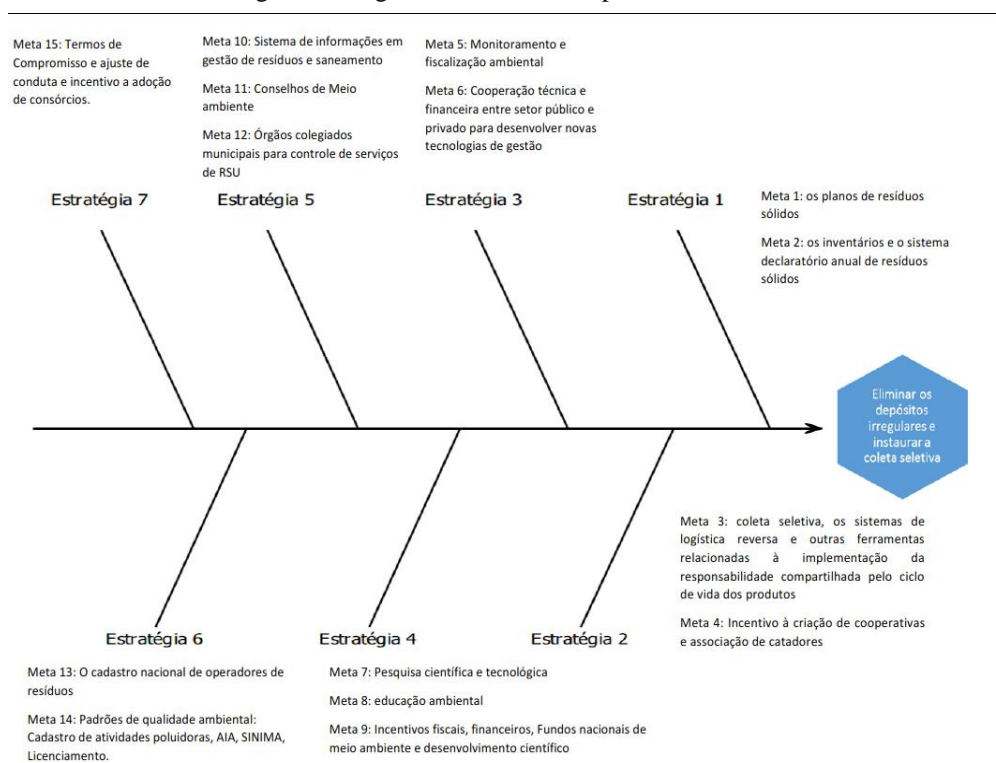 Meta 15: Termos de
Compromisso e ajuste de
conduta e incentivo a adoção
de consórcios.
Meta 10: Sistema de informações em
gestão de resíduos e saneamento
Meta 11: Conselhos de Meio
ambiente
Meta 12: Órgãos colegiados
municipais para controle de serviços
de RSU
Meta 5: Monitoramento e
fiscalização ambiental
Meta 6: Cooperação técnica e
financeira entre setor público e
privado para desenvolver novas
tecnologias de gestão
Estratégia 7
Estratégia 5
Estratégia 3
Estratégia 1
Meta 1: os planos de resíduos
sólidos
Meta 2: os inventários e o sistema
declaratório anual de resíduos
sólidos
Eliminar os
depósitos
irregulares e
instaurar a
coleta seletiva
Meta 3: coleta seletiva, os sistemas de
logística reversa e outras ferramentas
relacionadas à implementação da
responsabilidade compartilhada pelo ciclo
de vida dos produtos
Meta 4: Incentivo à criação de cooperativas
e associação de catadores
Estratégia 6
Estratégia 4
Estratégia 2
Meta 13: O cadastro nacional de operadores de
resíduos
Meta 14: Padrões de qualidade ambiental:
Cadastro de atividades poluidoras, AIA, SINIMA,
Licenciamento.
Meta 7: Pesquisa científica e tecnológica
Meta 8: educação ambiental
Meta 9: Incentivos fiscais, financeiros, Fundos nacionais de
meio ambiente e desenvolvimento científico